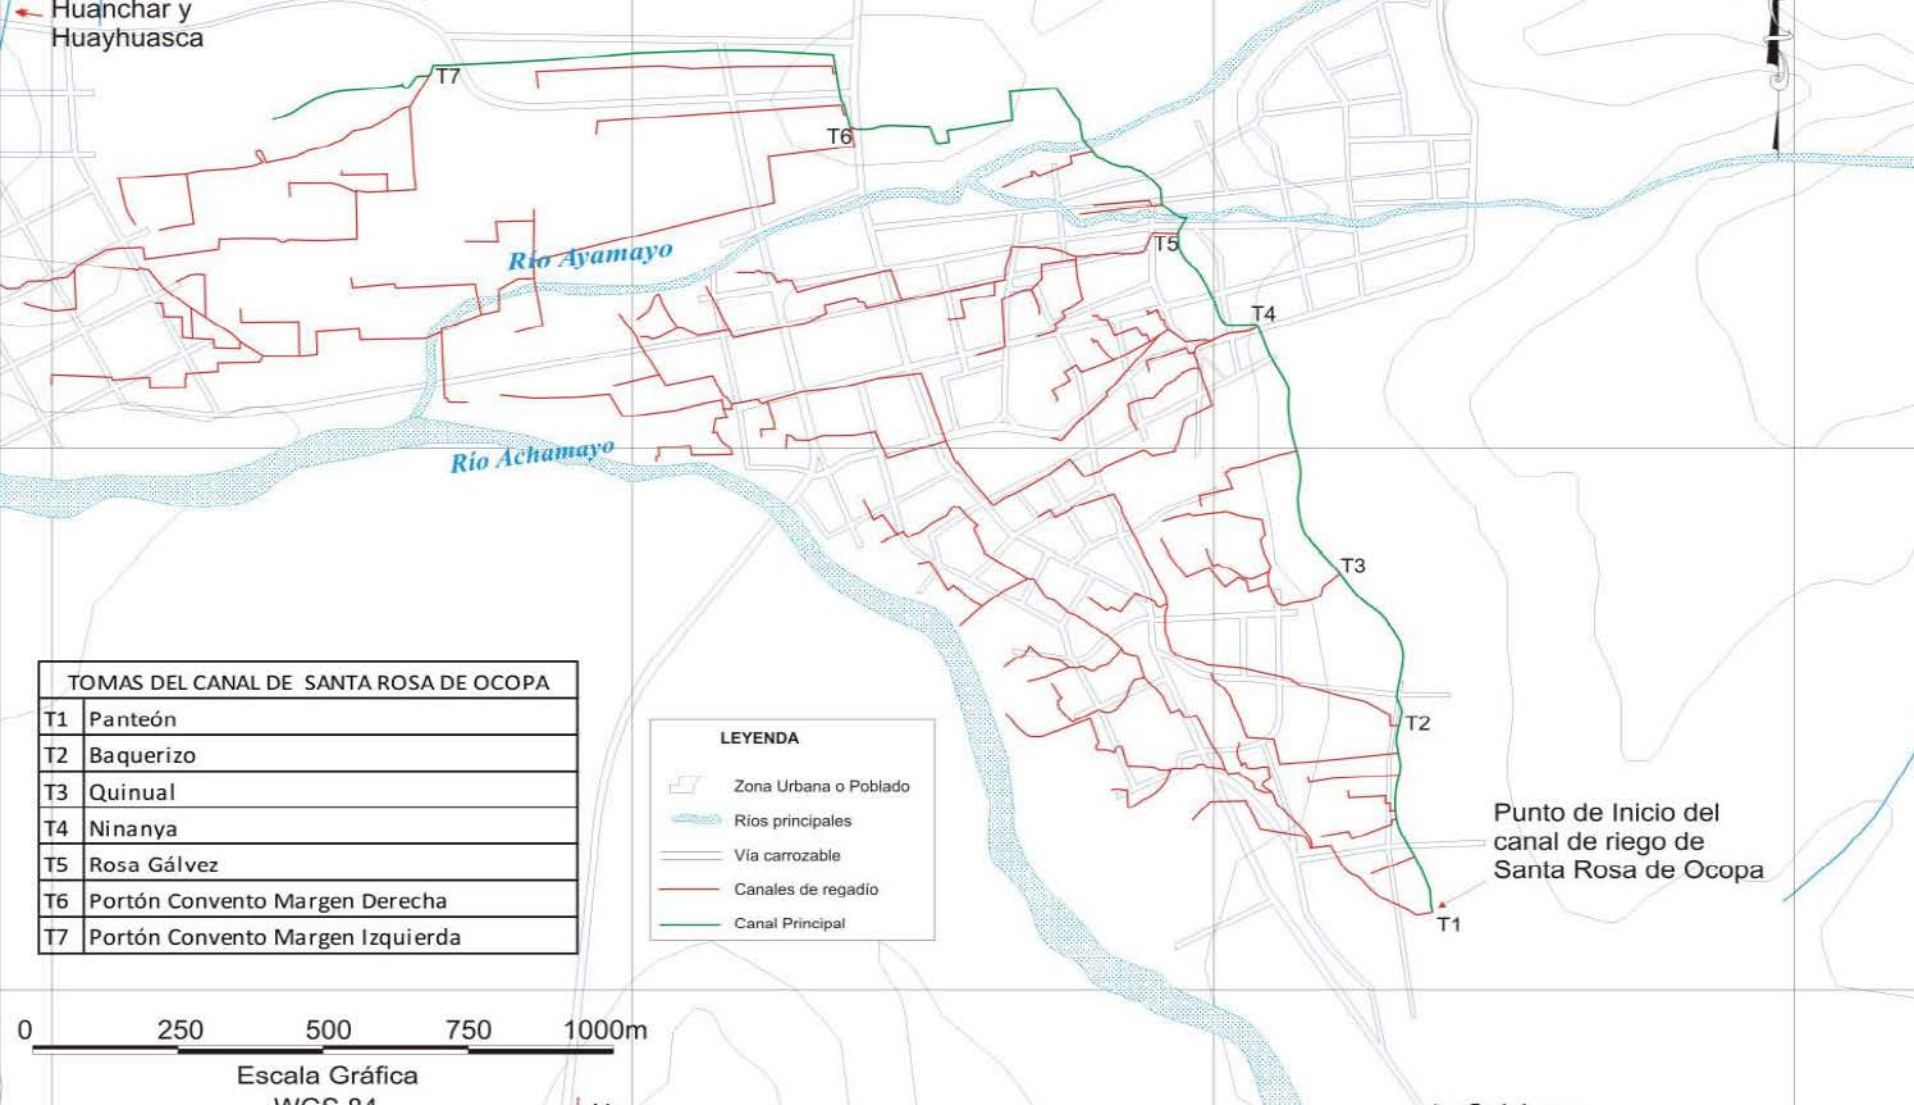 Huanchar y
Huayhuasca
T7
T6
T5
T4
Río Ayamayo
Río Achamayo
T3
T2
Punto de Inicio del
canal de riego de
Santa Rosa de Ocopa
T1
TOMAS DEL CANAL DE SANTA ROSA DE OCOPA
T1 Panteón
T2 Baquerizo
T3 Quinual
T4 Ninanya
T5 Rosa Gálvez
T6 Portón Convento Margen Derecha
T7 Portón Convento Margen Izquierda
LEYENDA
Zona Urbana o Poblado
Ríos principales
Vía carrozable
Canales de regadío
Canal Principal
0 250 500 750 1000m
Escala Gráfica
WGS 84